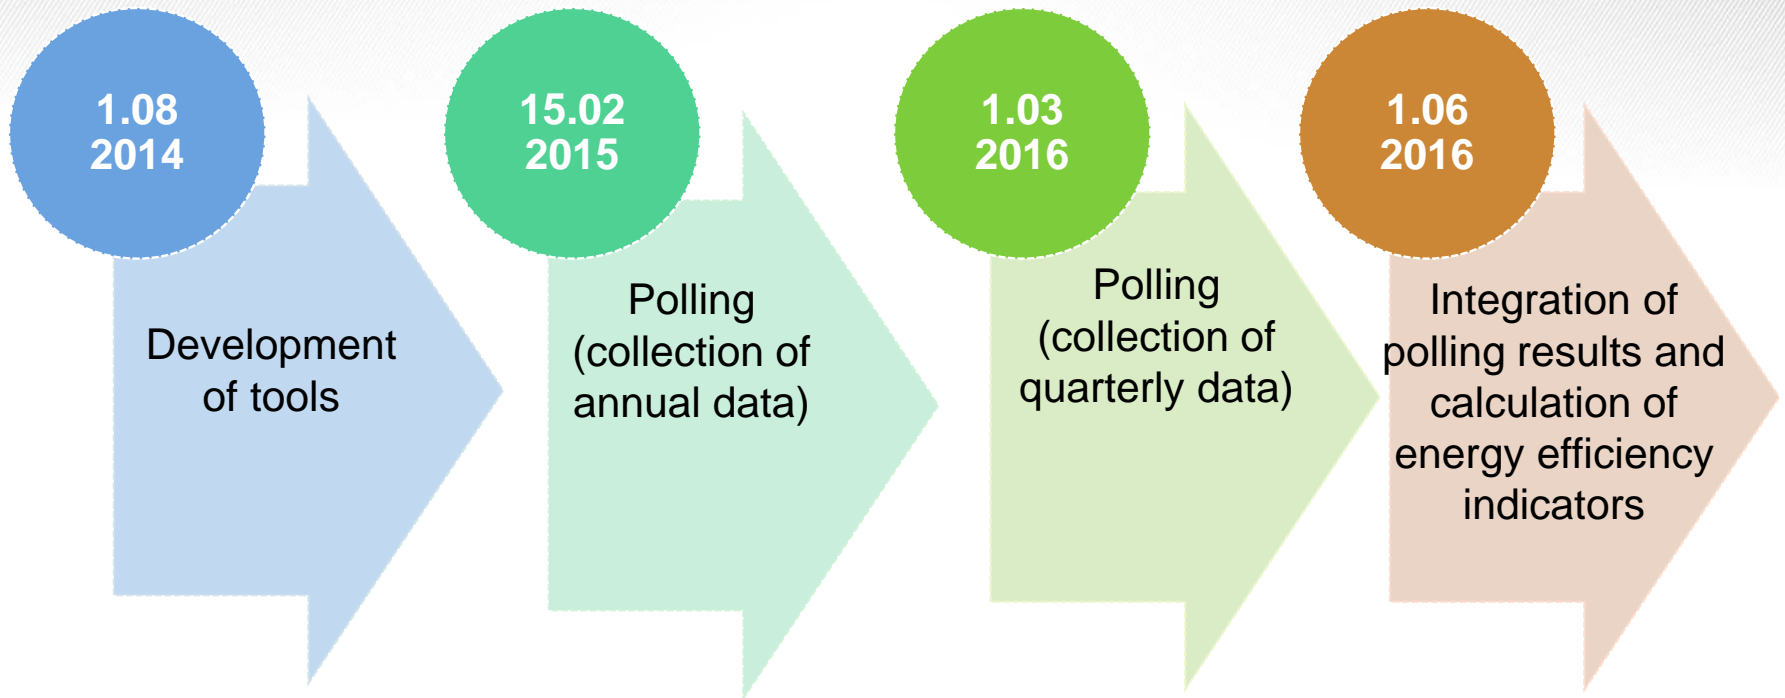 1.08
2014
Development
of tools
15.02
2015
Polling
(collection of
annual data)
1.03
2016
Polling
(collection of
quarterly data)
1.06
2016
Integration of
polling results and
calculation of
energy efficiency
indicators